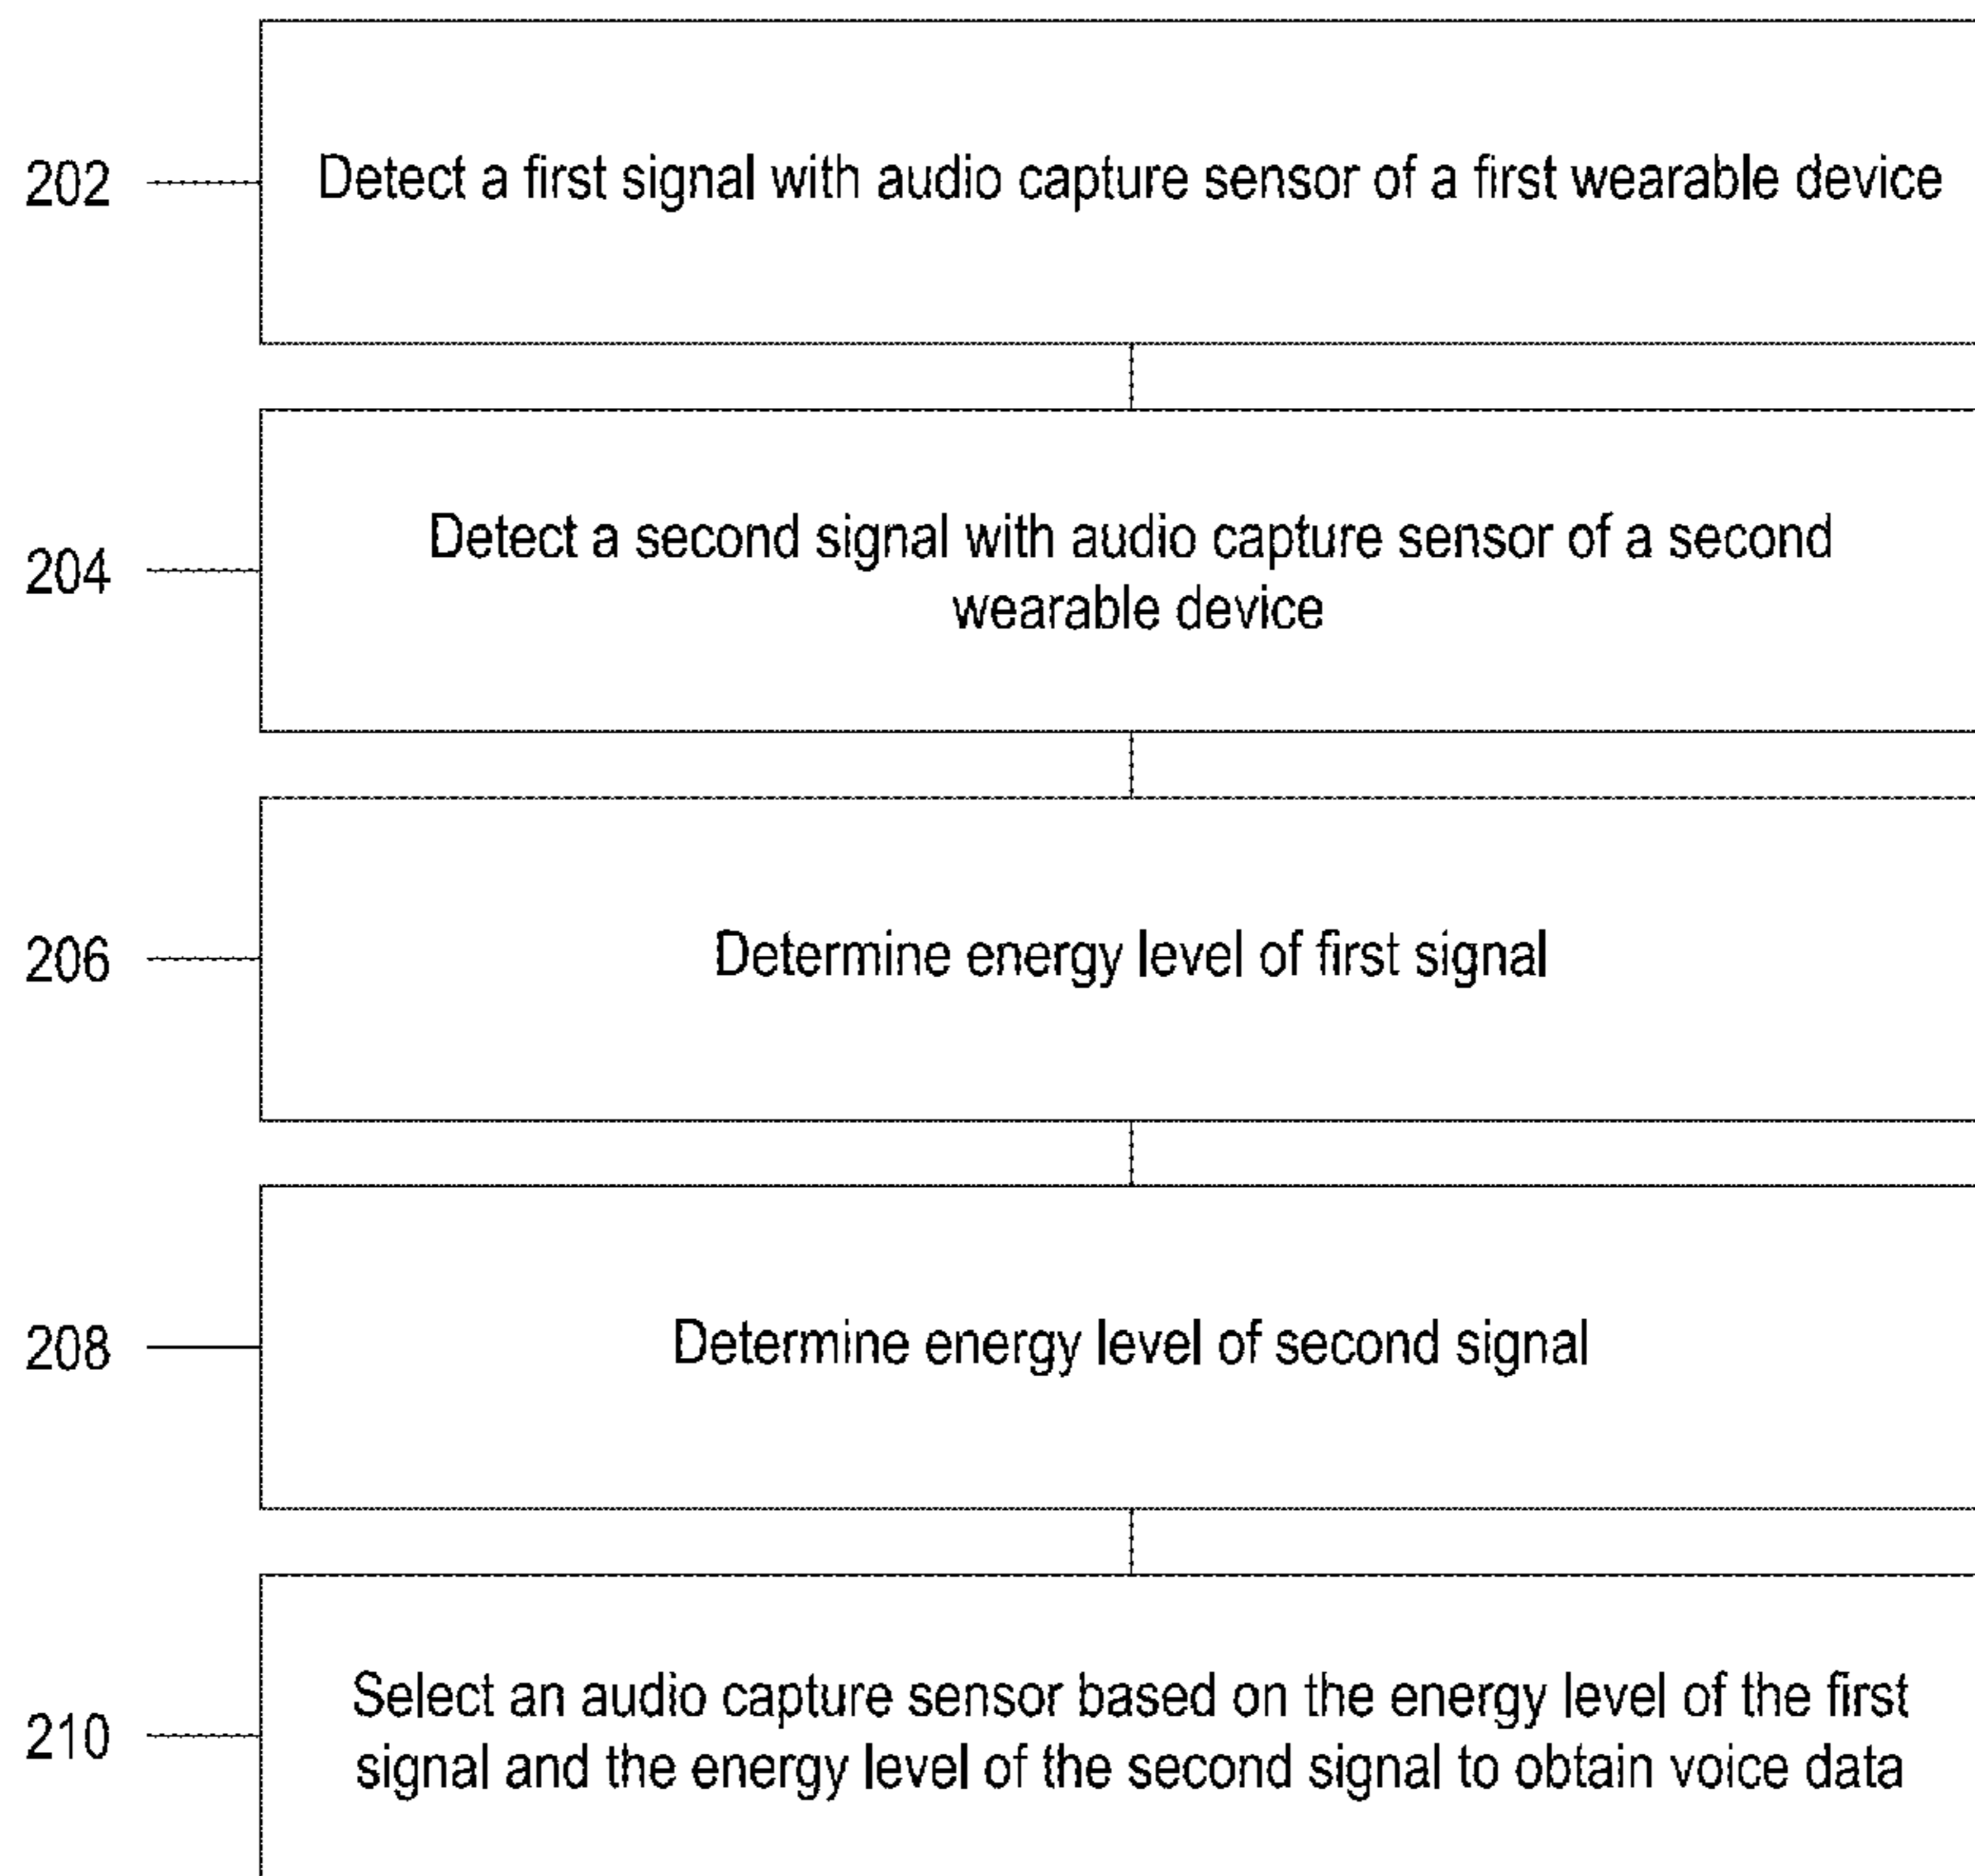 202
Detect a first signal with audio capture sensor of a first wearable device
204
Detect a second signal with audio capture sensor of a second
wearable device
206
Determine energy level of first signal
208
Determine energy level of second signal
210
Select an audio capture sensor based on the energy level of the first
signal and the energy level of the second signal to obtain voice data